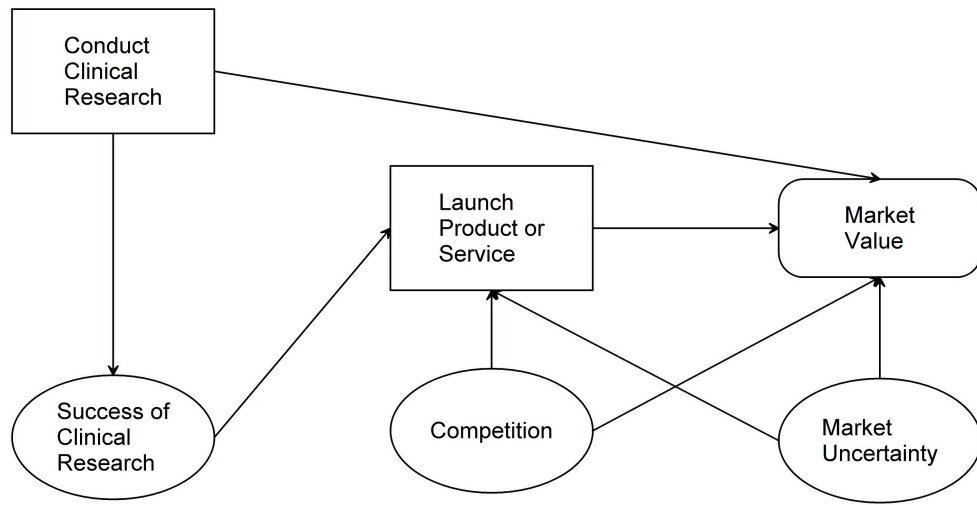 Conduct
Clinical
Research
Launch
Product or
Service
Market
Value
Success of
Clinical
Research
Competition
Market
Uncertainty